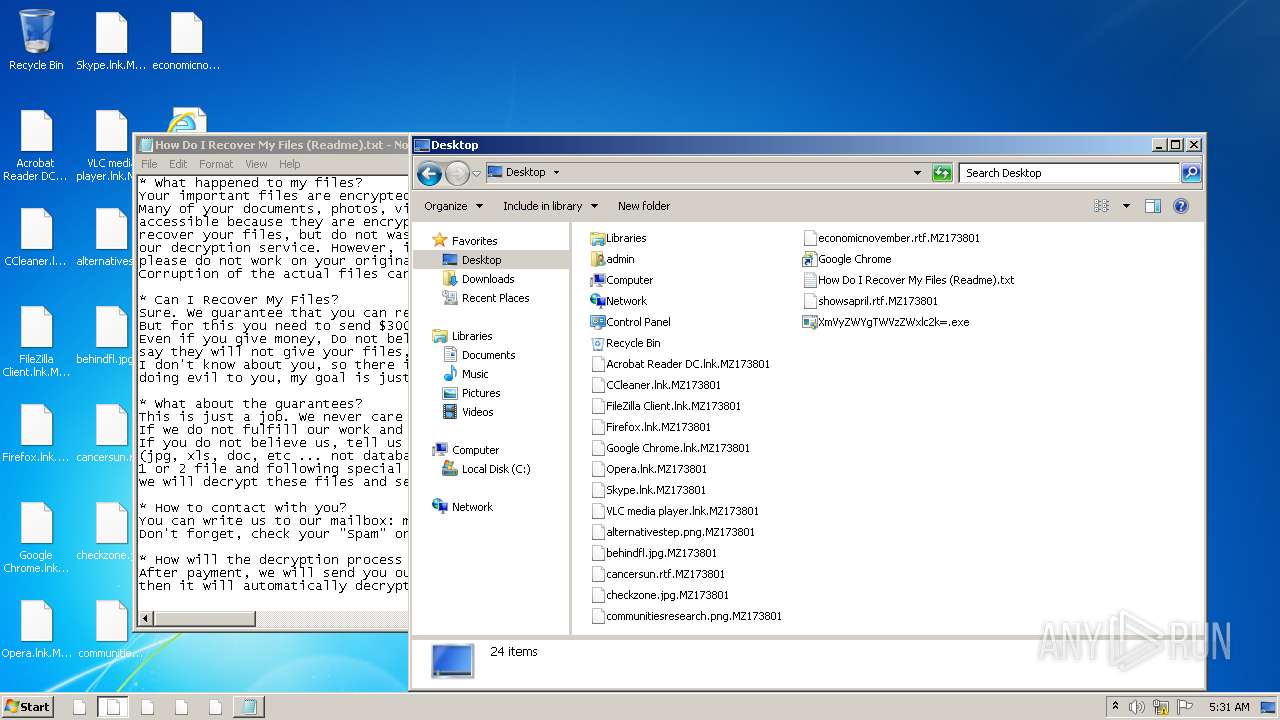 Recycle Bin
Skype.lnk.M...
economicno...
Acrobat
Reader DC....
VLC media
player.lnk.M
CCleaner.l...
alternatives
FileZilla
Client.lnk.M...
behindfl.jpg
Firefox.lnk....
cancersun.r
Google
Chrome.lnk...
checkzone.
Opera.lnk.M...
communitie...
How Do I Recover My Files (Readme).txt - No
File Edit Format View Help
* What happened to my files?
Your important files are encrypted
Many of your documents, photos, vi
accessible because they are encryp
recover your files, but do not was
our decryption service. However, i
please do not work on your origina
Corruption of the actual files can
* Can I Recover My Files?
Sure. We guarantee that you can re
But for this you need to send $300
Even if you give money, Do not bel
say they will not give your files,
I don't know about you, so there i
doing evil to you, my goal is just
* What about the guarantees?
This is just a job. We never care
If we do not fulfill our work and
If you do not believe us, tell us
(jpg, xls, doc, etc ... not databa
1 or 2 file and following special
we will decrypt these files and se
* How to contact with you?
You can write us to our mailbox: m
Don't forget, check your "spam" or
* How will the decryption process
After payment, we will send you ou
then it will automatically decrypt
Desktop
Desktop
Search Desktop
Organize
Include in library
New folder
Favorites
Desktop
Downloads
Recent Places
Libraries
Documents
Music
Pictures
Videos
Computer
Local Disk (C:)
Network
Libraries
admin
Computer
Network
Control Panel
Recycle Bin
Acrobat Reader DC.lnk.MZ173801
CCleaner.lnk.MZ173801
FileZilla Client.lnk.MZ173801
Firefox.lnk.MZ173801
Google Chrome.lnk.MZ173801
Opera.lnk.MZ173801
Skype.lnk.MZ173801
VLC media player.lnk.MZ173801
alternativestep.png.MZ173801
behindfl.jpg.MZ173801
cancersun.rtf.MZ173801
checkzone.jpg.MZ173801
communitiesresearch.png.MZ173801
economicnovember.rtf.MZ173801
Google Chrome
How Do I Recover My Files (Readme).txt
showsapril.rtf.MZ173801
XmVyZWYgTWVzZWxlc2k=.exe
24 items
ANY RUN
Start
5:31 AM